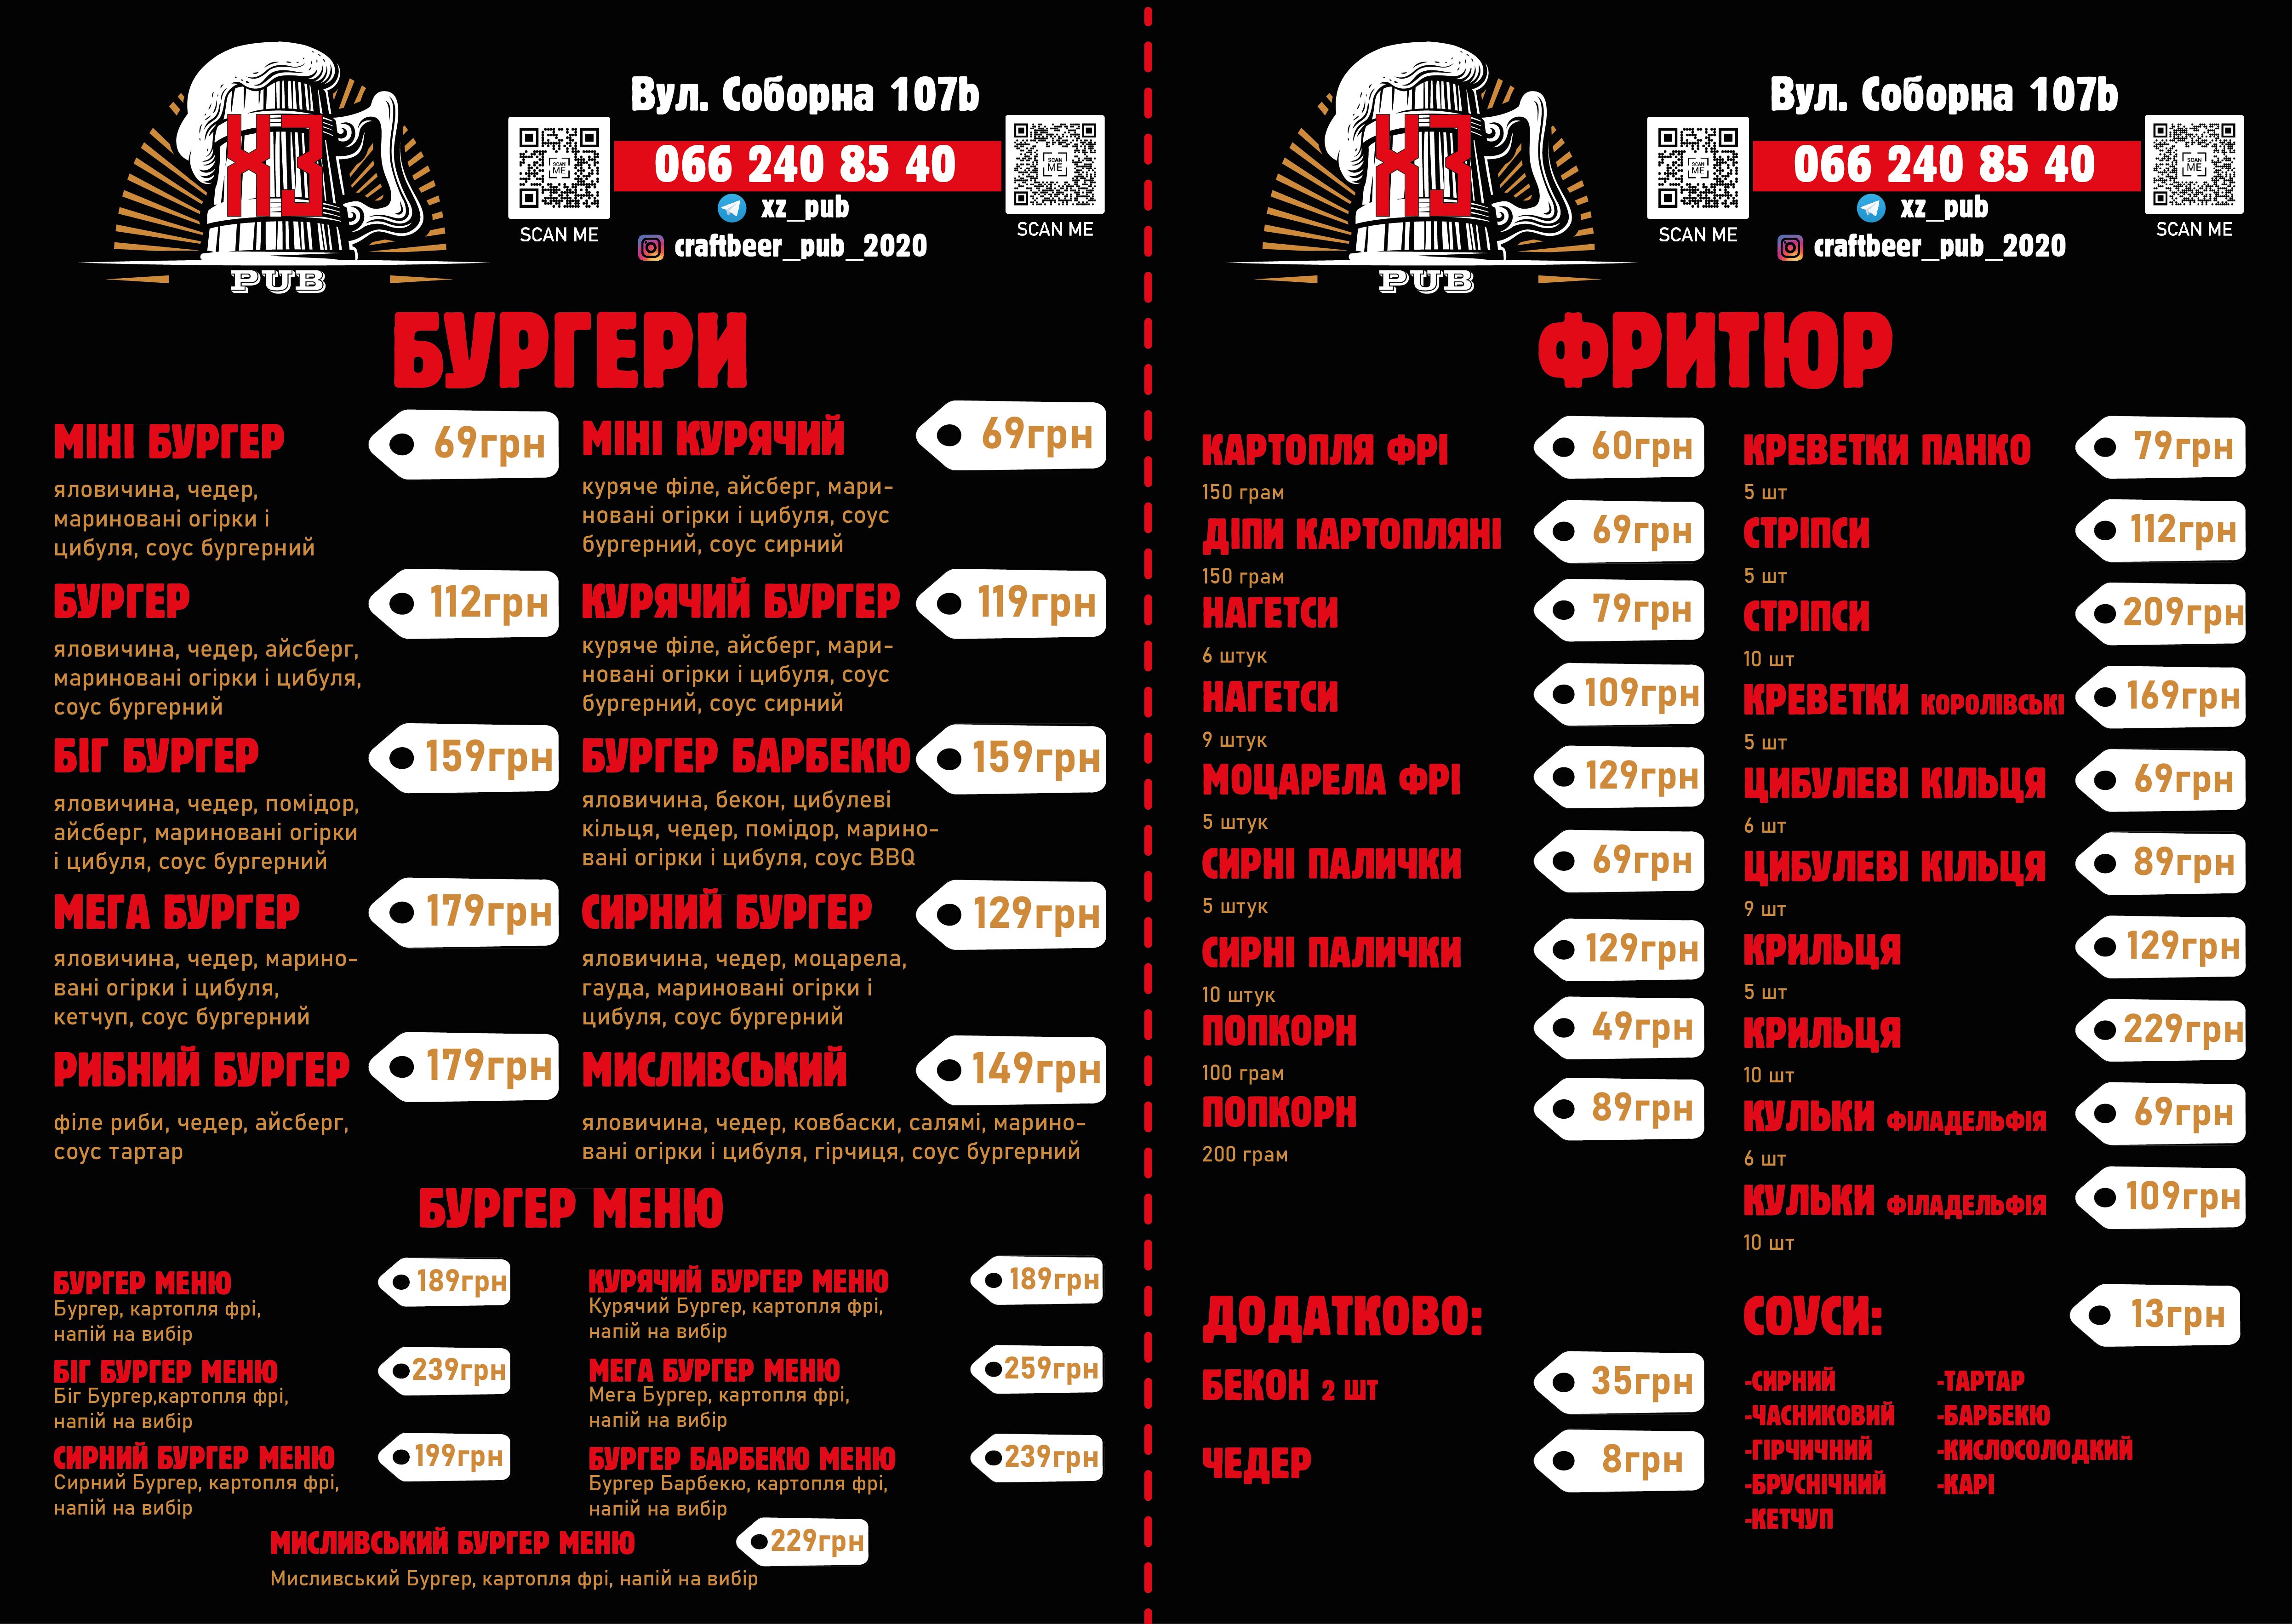 ХЗ
PUB
Вул. Соборна 107b
066 240 85 40
xz_pub
craftbeer_pub_2020
SCAN ME
SCAN ME
SCAN ME
SCAN ME
БУРГЕРИ
МІНІ БУРГЕР 69грн
яловичина, чедер,
мариновані огірки і
цибуля, соус бургерний
БУРГЕР 112грн
яловичина, чедер, айсберг,
мариновані огірки і цибуля,
соус бургерний
БІГ БУРГЕР 159грн
яловичина, чедер, помідор,
айсберг, мариновані огірки
і цибуля, соус бургерний
МЕГА БУРГЕР 179грн
яловичина, чедер, марино-
вані огірки і цибуля,
кетчуп, соус бургерний
РИБНИЙ БУРГЕР 179грн
філе риби, чедер, айсберг,
соус тартар
МІНІ КУРЯЧИЙ 69грн
куряче філе, айсберг, мари-
новані огірки і цибуля, соус
бургерний, соус сирний
КУРЯЧИЙ БУРГЕР 119грн
куряче філе, айсберг, мари-
новані огірки і цибуля, соус
бургерний, соус сирний
БУРГЕР БАРБЕКЮ 159грн
яловичина, бекон, цибулеві
кільця, чедер, помідор, марино-
вані огірки і цибуля, соус BBQ
СИРНИЙ БУРГЕР 129грн
яловичина, чедер, моцарела,
гауда, мариновані огірки і
цибуля, соус бургерний
МИСЛИВСЬКИЙ 149грн
яловичина, чедер, ковбаски, салямі, марино-
вані огірки і цибуля, гірчиця, соус бургерний
БУРГЕР МЕНЮ
БУРГЕР МЕНЮ 189грн
Бургер, картопля фрі,
напій на вибір
БІГ БУРГЕР МЕНЮ 239грн
Біг Бургер,картопля фрі,
напій на вибір
СИРНИЙ БУРГЕР МЕНЮ 199грн
Сирний Бургер, картопля фрі,
напій на вибір
КУРЯЧИЙ БУРГЕР МЕНЮ 189грн
Курячий Бургер, картопля фрі,
напій на вибір
МЕГА БУРГЕР МЕНЮ 259грн
Мега Бургер, картопля фрі,
напій на вибір
БУРГЕР БАРБЕКЮ МЕНЮ 239грн
Бургер Барбекю, картопля фрі,
напій на вибір
МИСЛИВСЬКИЙ БУРГЕР МЕНЮ 229грн
Мисливський Бургер, картопля фрі, напій на вибір
ХЗ
PUB
Вул. Соборна 107b
066 240 85 40
xz_pub
craftbeer_pub_2020
SCAN ME
SCAN ME
SCAN ME
SCAN ME
ФРИТЮР
КАРТОПЛЯ ФРІ 60грн
150 грам
ДІПИ КАРТОПЛЯНІ 69грн
150 грам
НАГЕТСИ 79грн
6 штук
НАГЕТСИ 109грн
9 штук
МОЦАРЕЛА ФРІ 129грн
5 штук
СИРНІ ПАЛИЧКИ 69грн
5 штук
СИРНІ ПАЛИЧКИ 129грн
10 штук
ПОПКОРН 49грн
100 грам
ПОПКОРН 89грн
200 грам
КРЕВЕТКИ ПАНКО 79грн
5 шт
СТРІПСИ 112грн
5 шт
СТРІПСИ 209грн
10 шт
КРЕВЕТКИ КОРОЛІВСЬКІ 169грн
5 шт
ЦИБУЛЕВІ КІЛЬЦЯ 69грн
6 шт
ЦИБУЛЕВІ КІЛЬЦЯ 89грн
9 шт
КРИЛЬЦЯ 129грн
5 шт
КРИЛЬЦЯ 229грн
10 шт
КУЛЬКИ ФІЛАДЕЛЬФІЯ 69грн
6 шт
КУЛЬКИ ФІЛАДЕЛЬФІЯ 109грн
10 шт
ДОДАТКОВО:
БЕКОН 2 ШТ 35грн
ЧЕДЕР 8грн
СОУСИ: 13грн
-СИРНИЙ
-ЧАСНИКОВИЙ
-ГІРЧИЧНИЙ
-БРУСНІЧНИЙ
-КЕТЧУП
-ТАРТАР
-БАРБЕКЮ
-КИСЛОСОЛОДКИЙ
-КАРІ